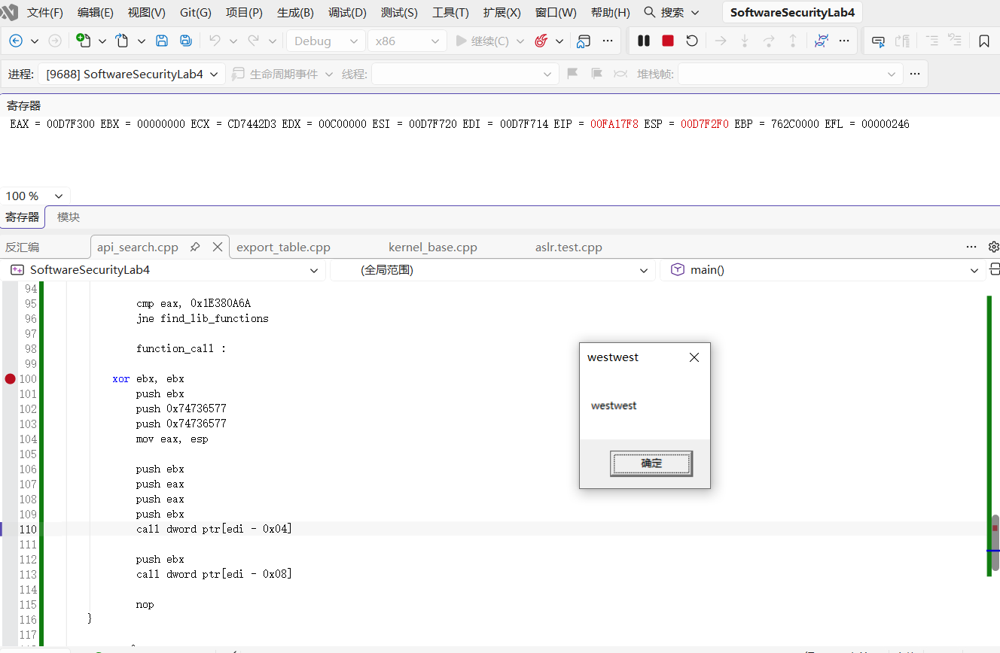 文件(F) 编辑(E) 视图(V) Git(G) 项目(P) 生成(B) 调试(D) 测试(S) 工具(T) 扩展(X) 窗口(W) 帮助(H) 搜索 SoftwareSecurityLab4
Debug x86 继续(C)
进程: [9688] SoftwareSecurityLab4 生命周期事件 线程: 堆栈帧:
寄存器
EAX = 00D7F300 EBX = 00000000 ECX = CD7442D3 EDX = 00C00000 ESI = 00D7F720 EDI = 00D7F714 EIP = 00FA17F8 ESP = 00D7F2F0 EBP = 762C0000 EFL = 00000246
100 %
寄存器 模块
反汇编 api_search.cpp export_table.cpp kernel_base.cpp aslr.test.cpp
SoftwareSecurityLab4 (全局范围) main()
94
95 cmp eax, 0x1E380A6A
96 jne find_lib_functions
97
98 function_call :
99
100 xor ebx, ebx
101 push ebx
102 push 0x74736577
103 push 0x74736577
104 mov eax, esp
105
106 push ebx
107 push eax
108 push eax
109 push ebx
110 call dword ptr[edi - 0x04]
111
112 push ebx
113 call dword ptr[edi - 0x08]
114
115 nop
116 }
117
westwest
westwest
确定